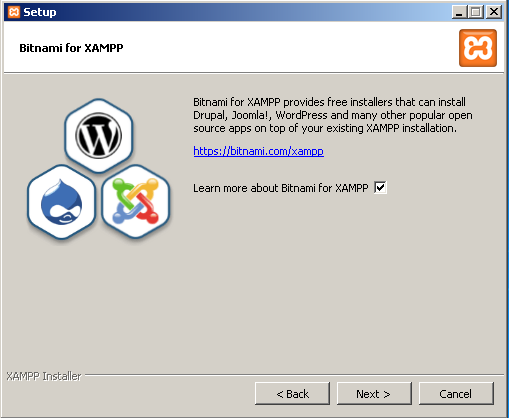 Setup
Bitnami for XAMPP
Bitnami for XAMPP provides free installers that can install
Drupal, Joomla!, WordPress and many other popular open
source apps on top of your existing XAMPP installation.
https://bitnami.com/xampp
Learn more about Bitnami for XAMPP
XAMPP Installer
< Back
Next >
Cancel